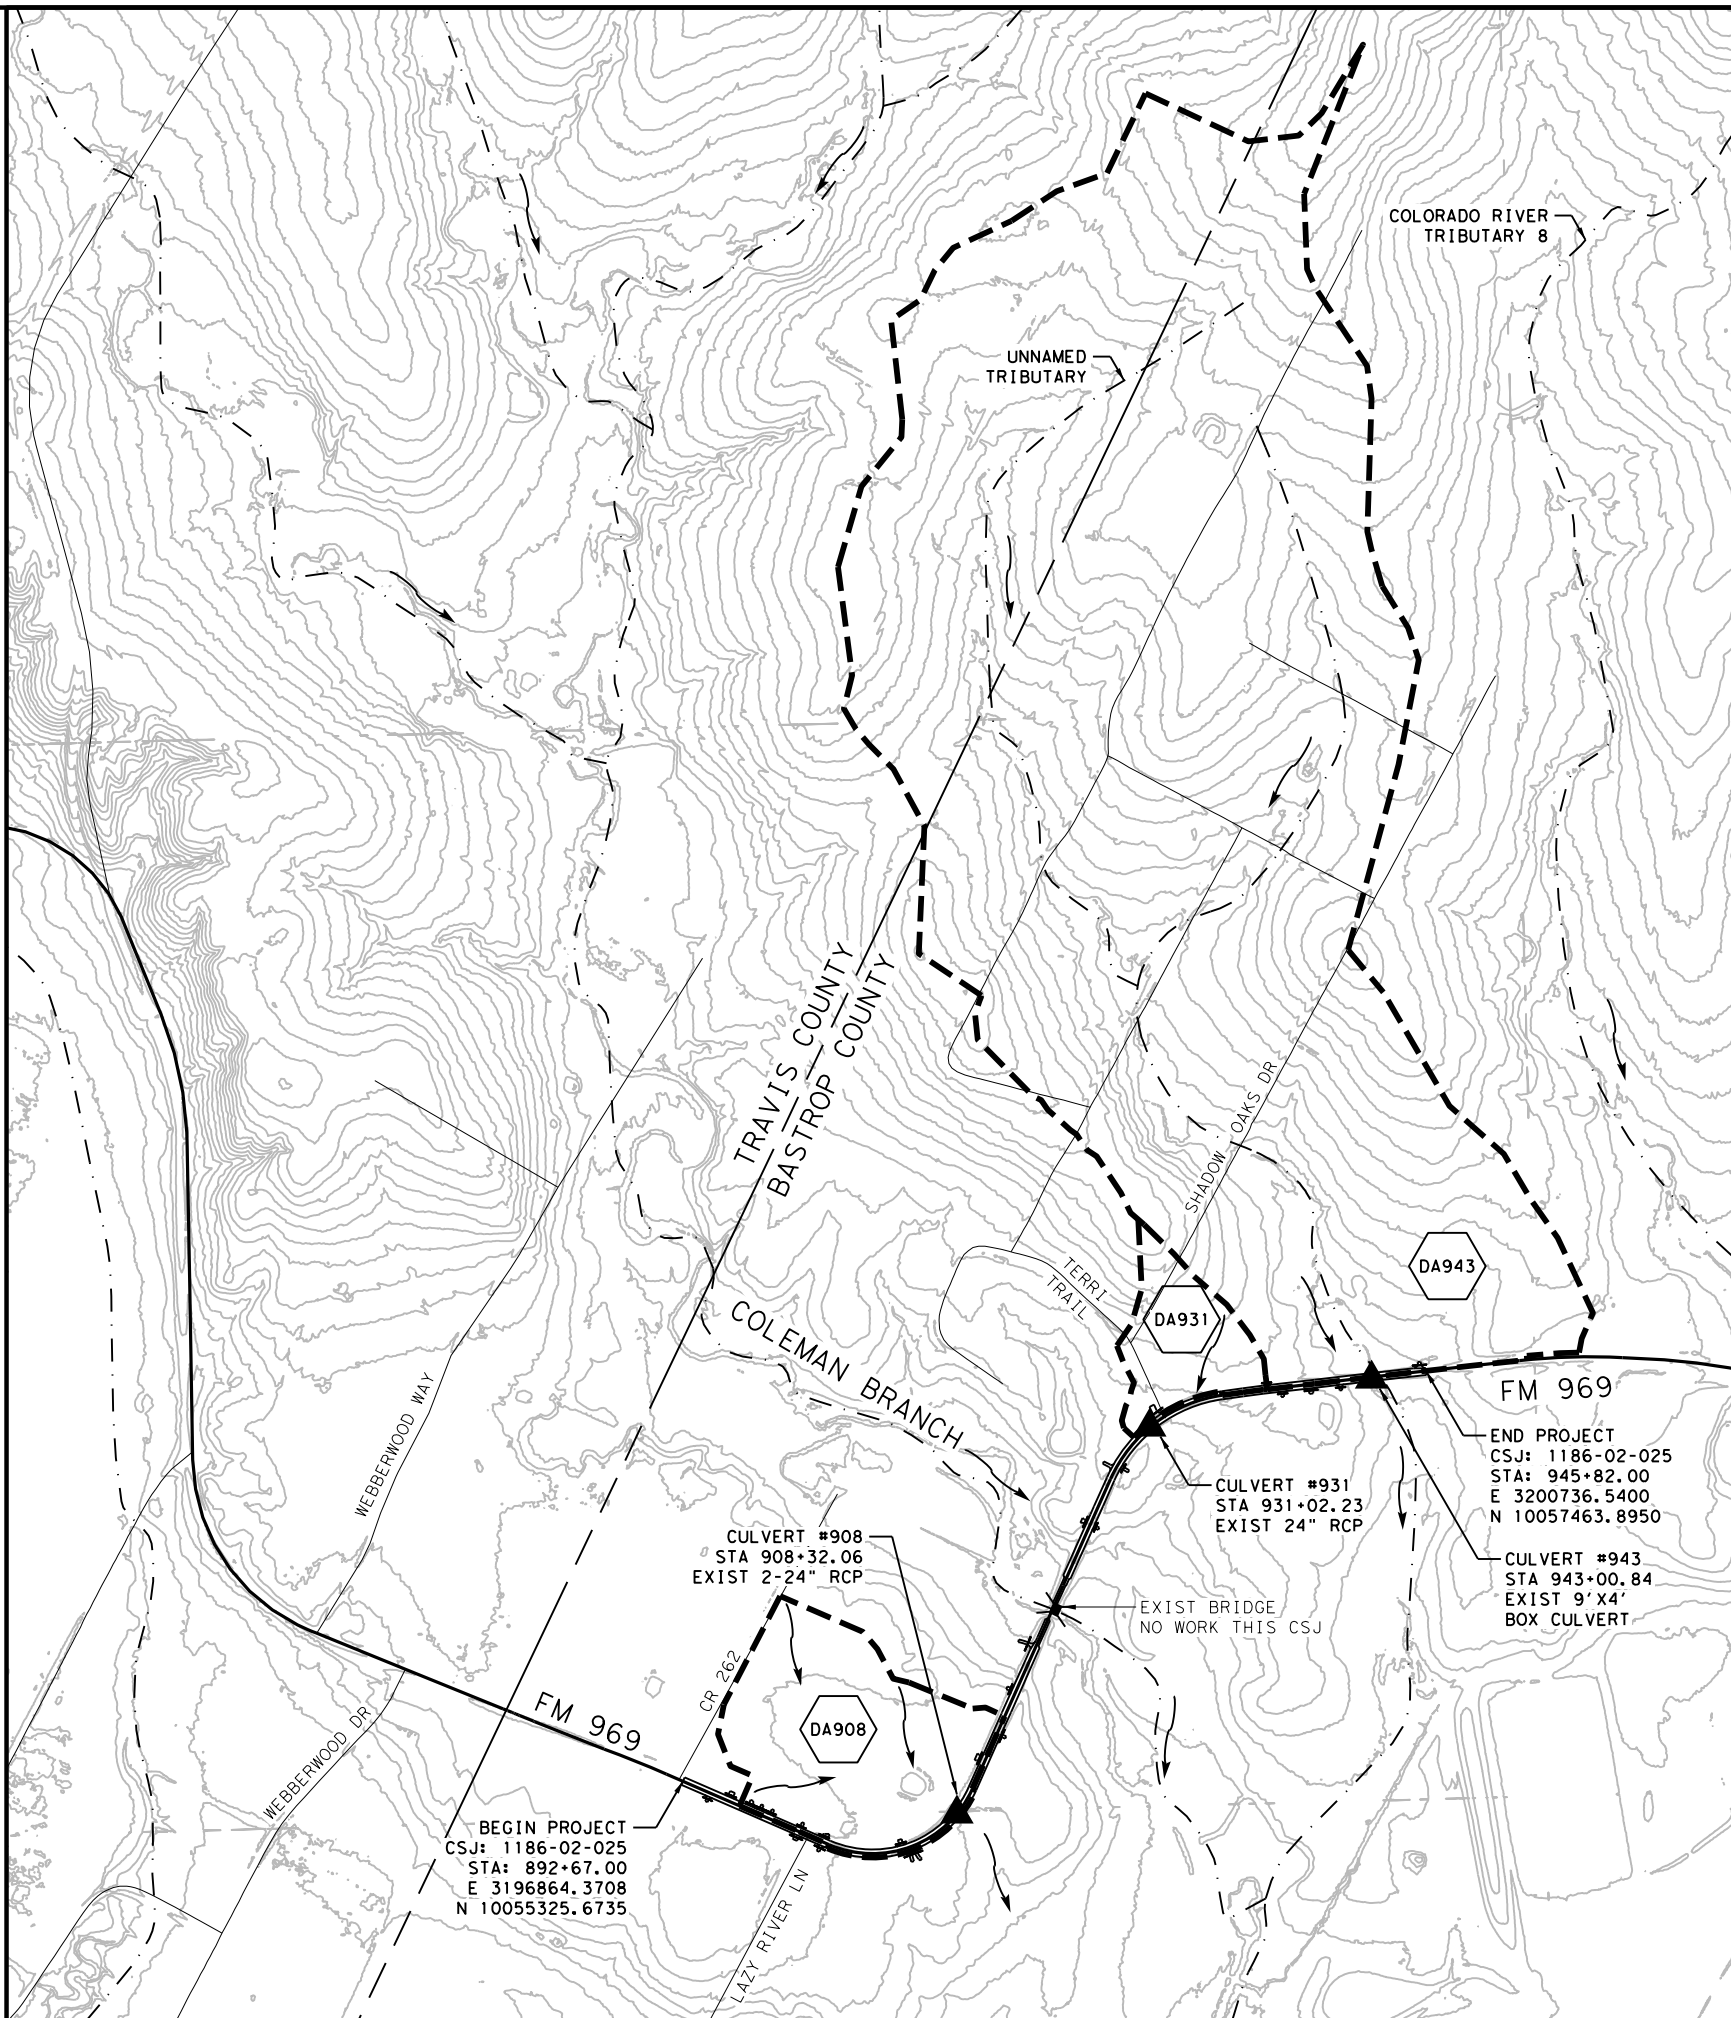 COLORADO RIVER
TRIBUTARY 8
UNNAMED
TRIBUTARY
TRAVIS COUNTY
BASTROP COUNTY
SHADOW OAKS DR
DA943
TERRI
TRAIL
DA931
COLEMAN BRANCH
WEBBERWOOD WAY
FM 969
END PROJECT
CSJ: 1186-02-025
STA: 945+82.00
E 3200736.5400
N 10057463.8950
CULVERT #931
STA 931+02.23
EXIST 24" RCP
CULVERT #908
STA 908+32.06
EXIST 2-24" RCP
CULVERT #943
STA 943+00.84
EXIST 9'X4'
BOX CULVERT
EXIST BRIDGE
NO WORK THIS CSJ
CR 262
FM 969
DA908
WEBBERWOOD DR
BEGIN PROJECT
CSJ: 1186-02-025
STA: 892+67.00
E 3196864.3708
N 10055325.6735
LAZY RIVER LN